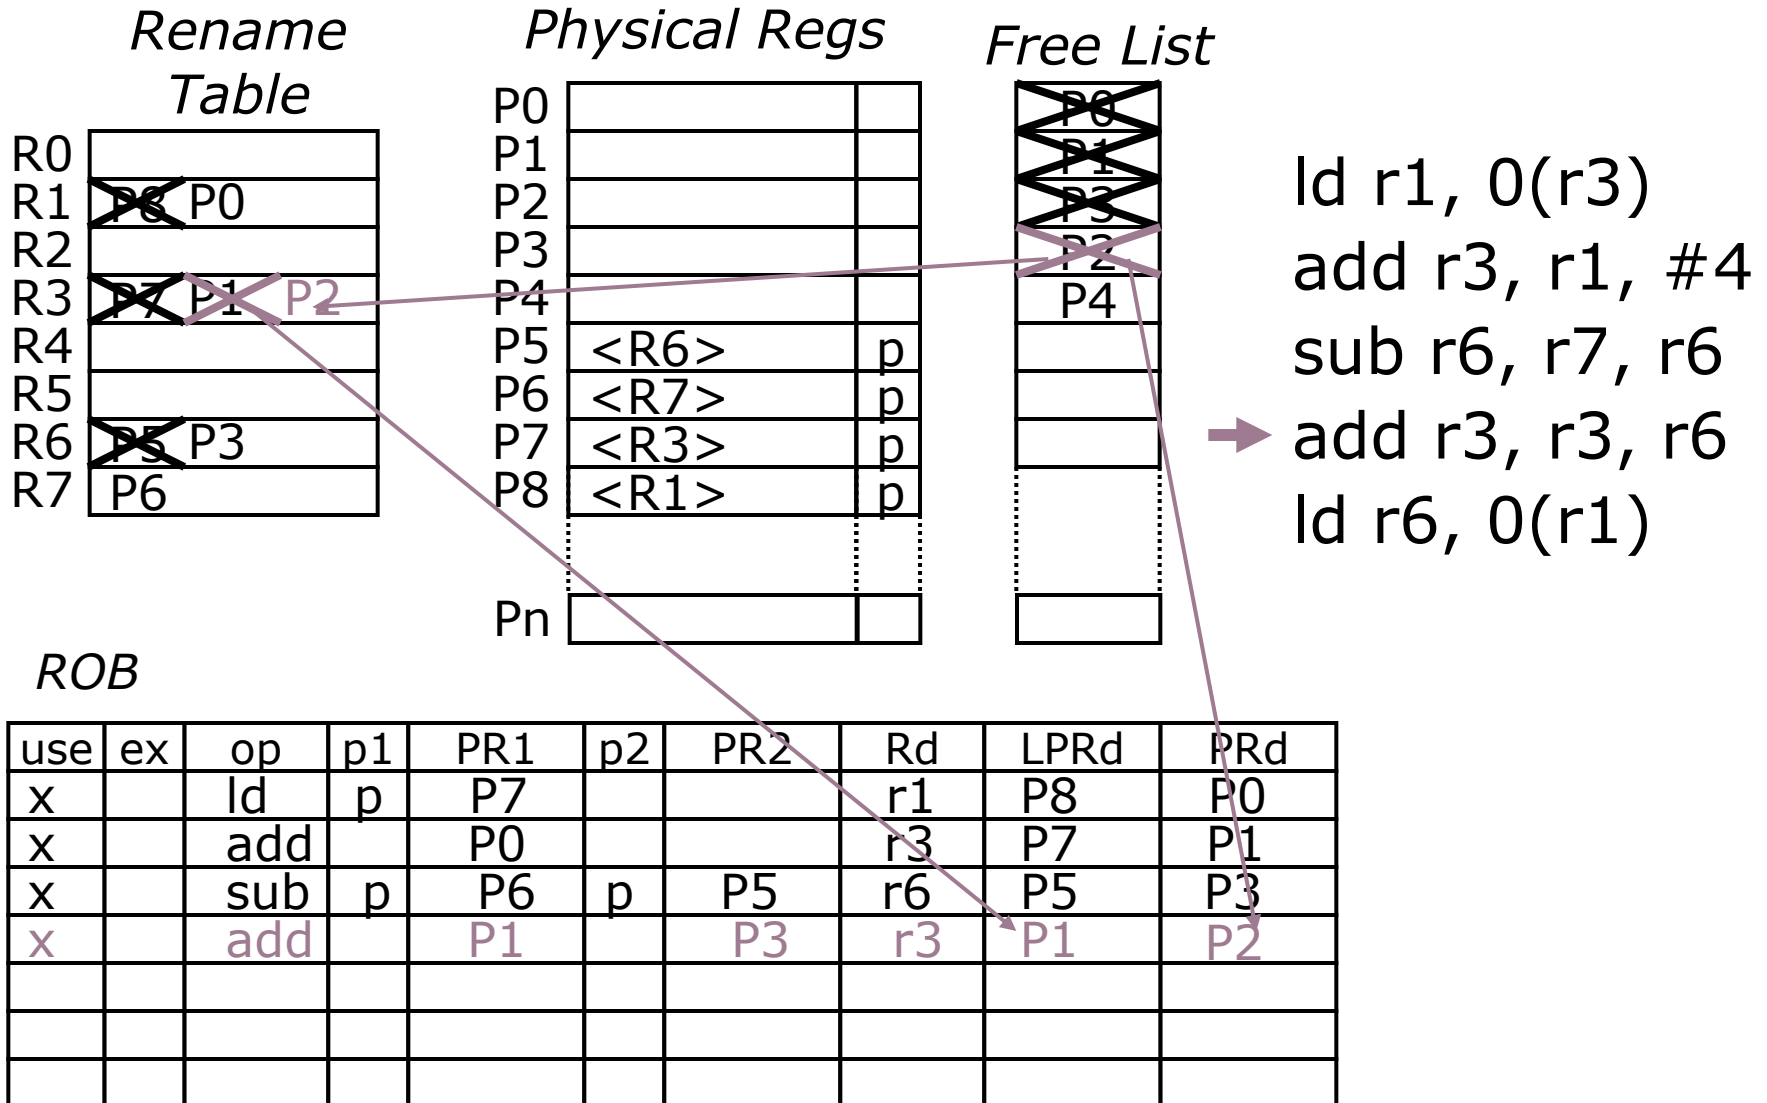 Rename Table
Physical Regs
Free List
R0
R1 P8 P0
R2
R3 P7 P1 P2
R4
R5
R6 P5 P3
R7 P6
P0
P1
P2
P3
P4
P5 <R6> p
P6 <R7> p
P7 <R3> p
P8 <R1> p
Pn
P0
P1
P3
P2
P4
ld r1, 0(r3)
add r3, r1, #4
sub r6, r7, r6
add r3, r3, r6
ld r6, 0(r1)
ROB
use ex op p1 PR1 p2 PR2 Rd LPRd PRd
x ld p P7 r1 P8 P0
x add P0 r3 P7 P1
x sub p P6 p P5 r6 P5 P3
x add P1 P3 r3 P1 P2